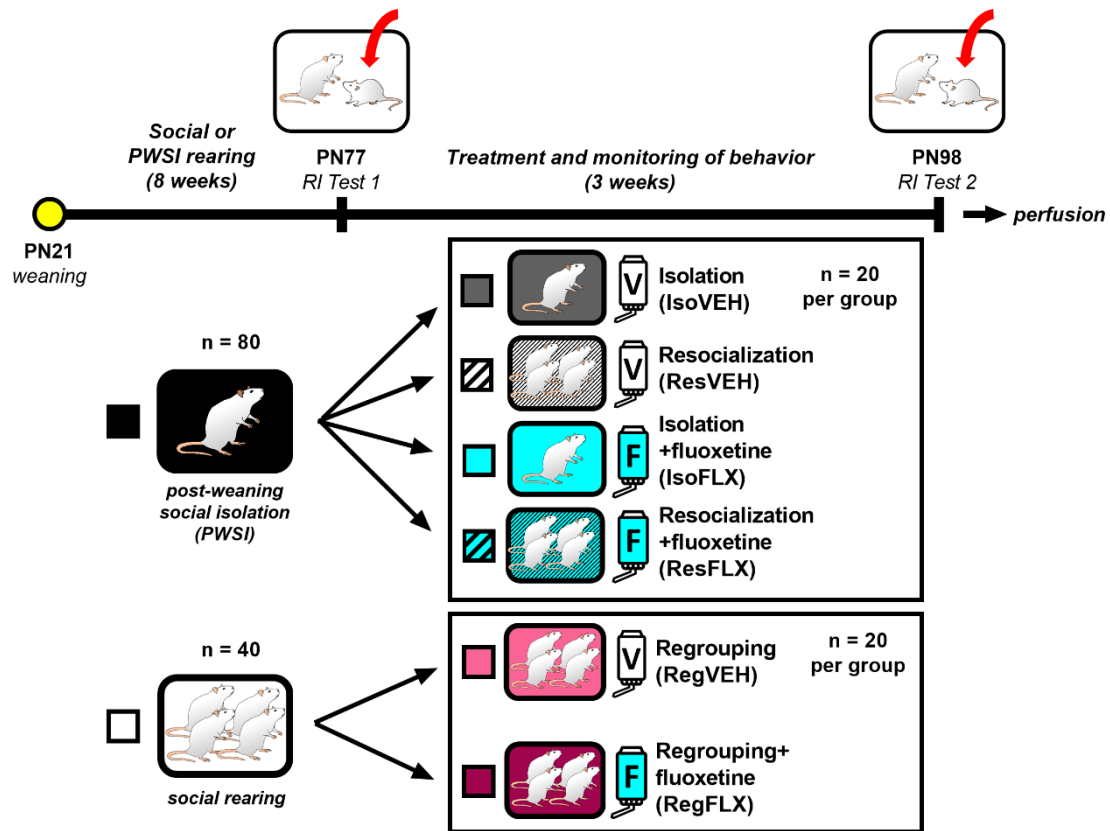 Social or
PWSI rearing
(8 weeks)
PN77
RI Test 1
Treatment and monitoring of behavior
(3 weeks)
PN98
RI Test 2
perfusion
PN21
weaning
n = 80
post-weaning
social isolation
(PWSI)
V
Isolation
(IsoVEH)
n = 20
per group
V
Resocialization
(ResVEH)
F
Isolation
+fluoxetine
(IsoFLX)
F
Resocialization
+fluoxetine
(ResFLX)
n = 40
social rearing
V
Regrouping
(RegVEH)
n = 20
per group
F
Regrouping+
fluoxetine
(RegFLX)